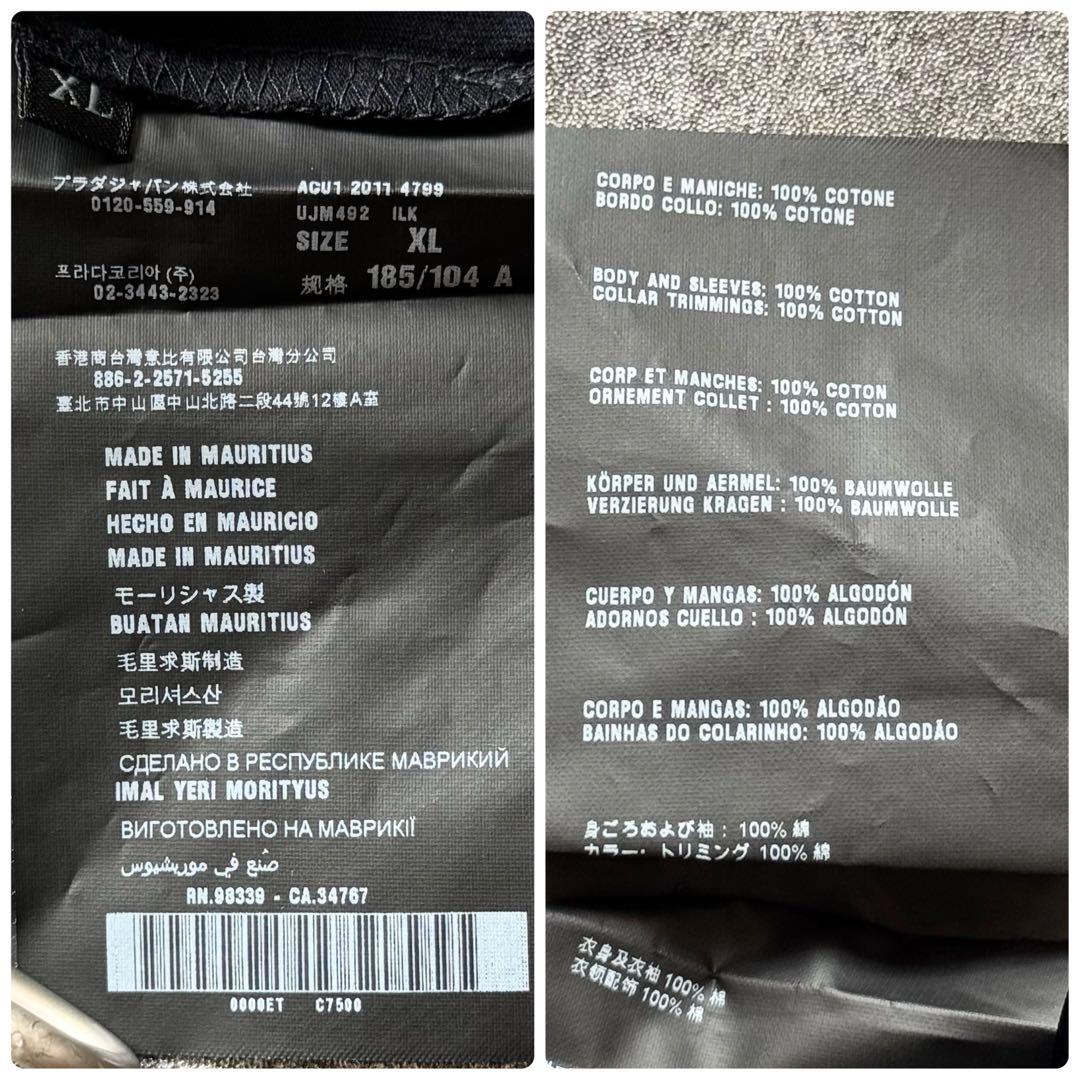 XL
プラダジャパン株式会社
0120-559-914
ACU1 2011 4799
UJM492 ILK
SIZE XL
프라다코리아 (주)
02-3443-2323
规格 185/104 A
香港商台灣意比有限公司台灣分公司
886-2-2571-5255
臺北市中山區中山北路二段44號12樓A室
MADE IN MAURITIUS
FAIT À MAURICE
HECHO EN MAURICIO
MADE IN MAURITIUS
モーリシャス製
BUATAN MAURITIUS
毛里求斯制造
모리셔스산
毛里求斯製造
СДЕЛАНО В РЕСПУБЛИКЕ МАВРИКИЙ
IMAL YERI MORITYUS
ВИГОТОВЛЕНО НА МАВРИКІЇ
صُنع في موريشيوس
RN.98339 - CA.34767
0000ET C7500
CORPO E MANICHE: 100% COTONE
BORDO COLLO: 100% COTONE
BODY AND SLEEVES: 100% COTTON
COLLAR TRIMMINGS: 100% COTTON
CORP ET MANCHES: 100% COTON
ORNEMENT COLLET : 100% COTON
KÖRPER UND AERMEL: 100% BAUMWOLLE
VERZIERUNG KRAGEN : 100% BAUMWOLLE
CUERPO Y MANGAS: 100% ALGODÓN
ADORNOS CUELLO : 100% ALGODÓN
CORPO E MANGAS: 100% ALGODÃO
BAINHAS DO COLARINHO: 100% ALGODÃO
身ごろおよび袖 : 100% 綿
カラー・トリミング 100% 綿
衣身及衣袖 100% 棉
衣领配饰 100% 棉